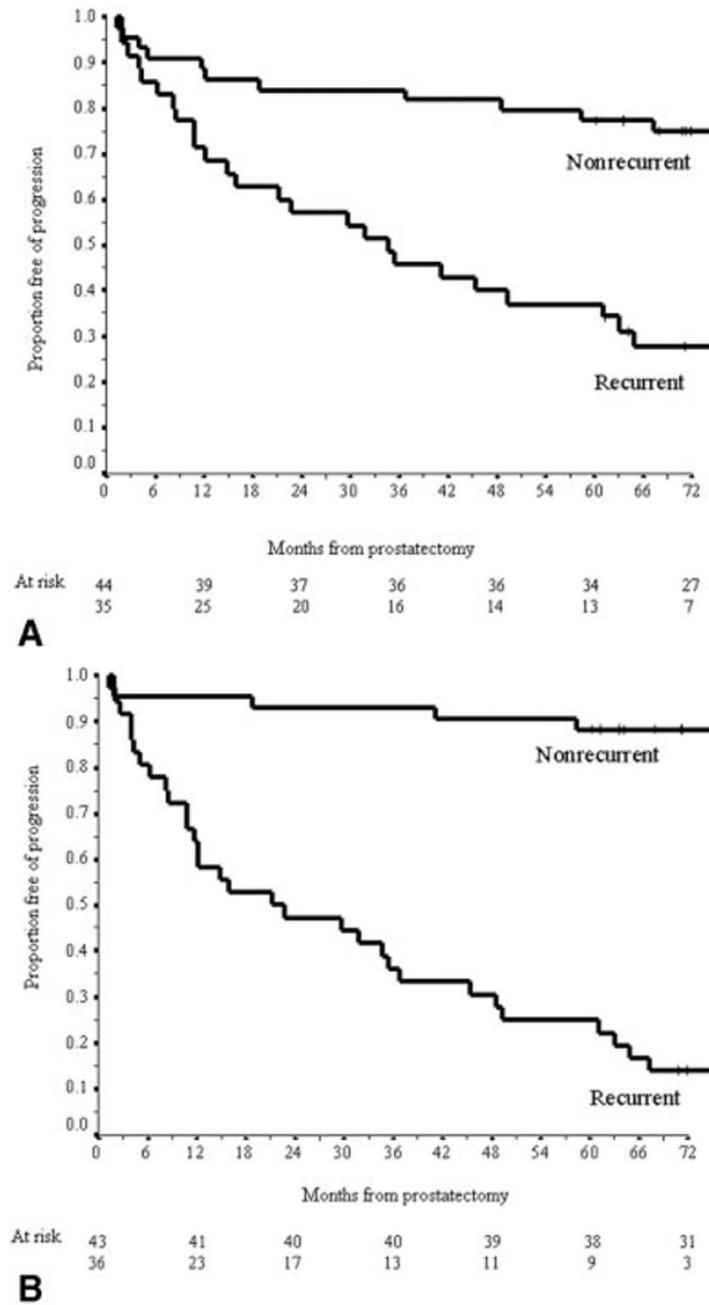 1.0
0.9
0.8
0.7
0.6
0.5
0.4
0.3
0.2
0.1
0.0
Proportion free of progression
Nonrecurrent
Recurrent
0 6 12 18 24 30 36 42 48 54 60 66 72
Months from prostatectomy
At risk 44 39 37 36 36 34 27
35 25 20 16 14 13 7
A
1.0
0.9
0.8
0.7
0.6
0.5
0.4
0.3
0.2
0.1
0.0
Proportion free of progression
Nonrecurrent
Recurrent
0 6 12 18 24 30 36 42 48 54 60 66 72
Months from prostatectomy
At risk 43 41 40 40 39 38 31
36 23 17 13 11 9 3
B